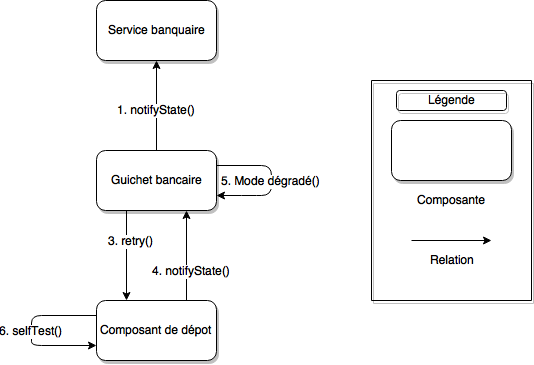 Service banquaire
1. notifyState()
Guichet bancaire
5. Mode dégradé()
3. retry()
4. notifyState()
6. selfTest()
Composant de dépot
Légende
Composante
Relation